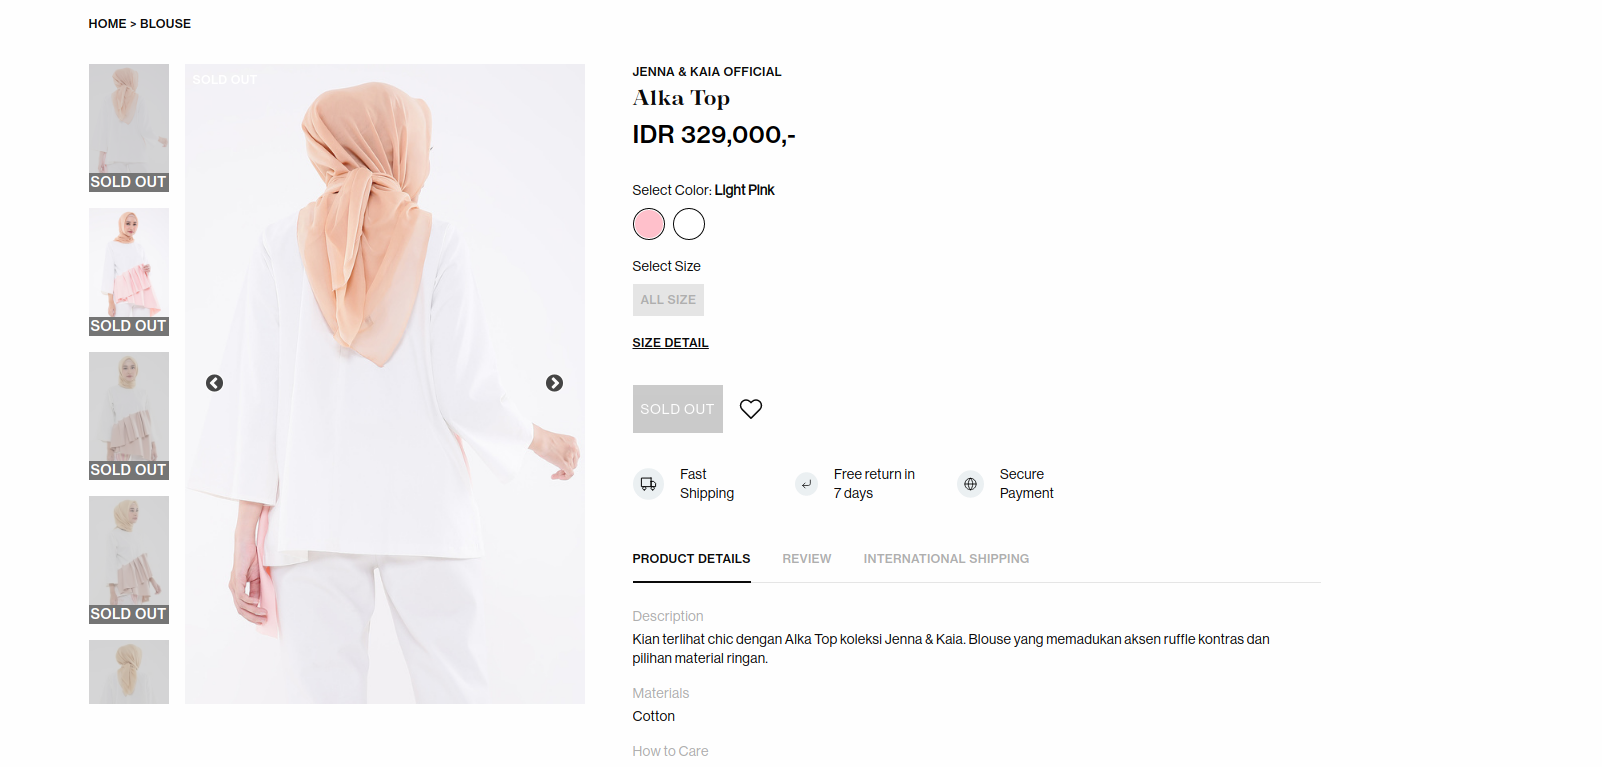 HOME > BLOUSE
SOLD OUT
SOLD OUT
SOLD OUT
SOLD OUT
SOLD OUT
JENNA & KAIA OFFICIAL
Alka Top
IDR 329,000,-
Select Color: Light Pink
Select Size
ALL SIZE
SIZE DETAIL
SOLD OUT
Fast
Shipping
Free return in
7 days
Secure
Payment
PRODUCT DETAILS
REVIEW
INTERNATIONAL SHIPPING
Description
Kian terlihat chic dengan Alka Top koleksi Jenna & Kaia. Blouse yang memadukan aksen ruffle kontras dan
pilihan material ringan.
Materials
Cotton
How to Care